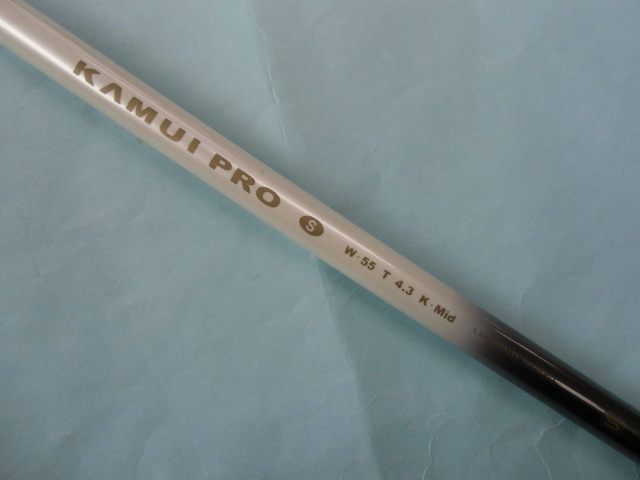 KAMUI PRO S W·55 T 4.3 K·Mid